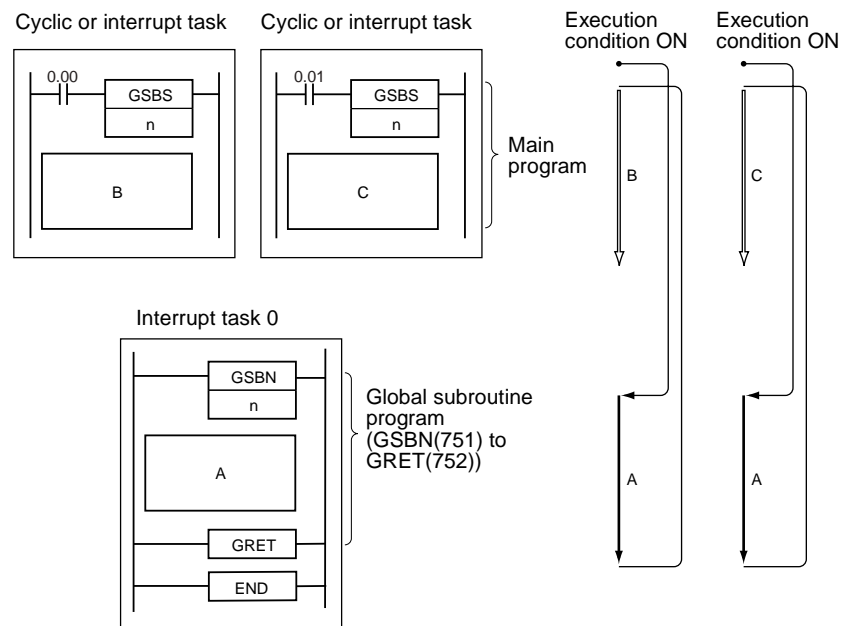 Cyclic or interrupt task
0.00
GSBS
n
B
Cyclic or interrupt task
0.01
GSBS
n
C
Main
program
Execution
condition ON
Execution
condition ON
B
C
Interrupt task 0
GSBN
n
A
GRET
END
Global subroutine
program
(GSBN(751) to
GRET(752))
A
A